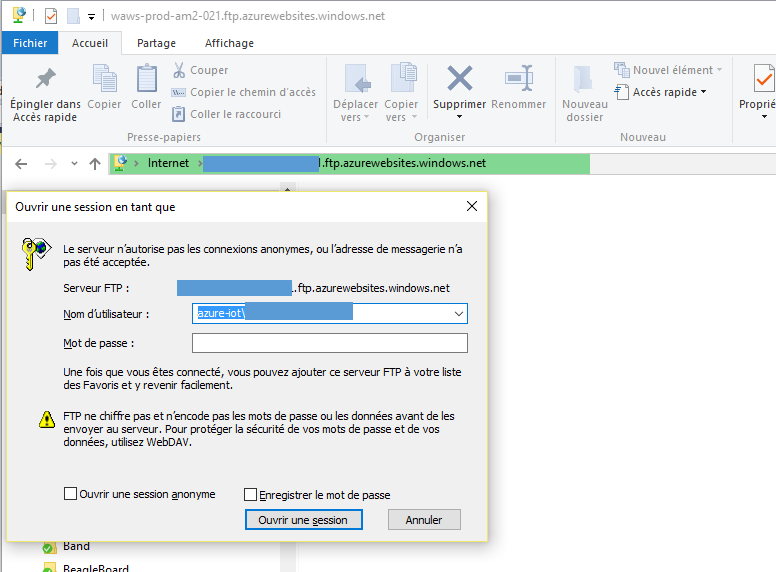 waws-prod-am2-021.ftp.azurewebsites.windows.net
Fichier Accueil Partage Affichage
Épingler dans Accès rapide
Copier
Coller
Couper
Copier le chemin d'accès
Coller le raccourci
Presse-papiers
Déplacer vers
Copier vers
Supprimer
Renommer
Organiser
Nouveau dossier
Nouvel élément
Accès rapide
Nouveau
Proprié
Internet .ftp.azurewebsites.windows.net
Ouvrir une session en tant que
Le serveur n'autorise pas les connexions anonymes, ou l'adresse de messagerie n'a
pas été acceptée.
Serveur FTP : .ftp.azurewebsites.windows.net
Nom d'utilisateur : azure-iot\
Mot de passe :
Une fois que vous êtes connecté, vous pouvez ajouter ce serveur FTP à votre liste
des Favoris et y revenir facilement.
FTP ne chiffre pas et n'encode pas les mots de passe ou les données avant de les
envoyer au serveur. Pour protéger la sécurité de vos mots de passe et de vos
données, utilisez WebDAV.
Ouvrir une session anonyme
Enregistrer le mot de passe
Ouvrir une session
Annuler
Band
BeagleBoard